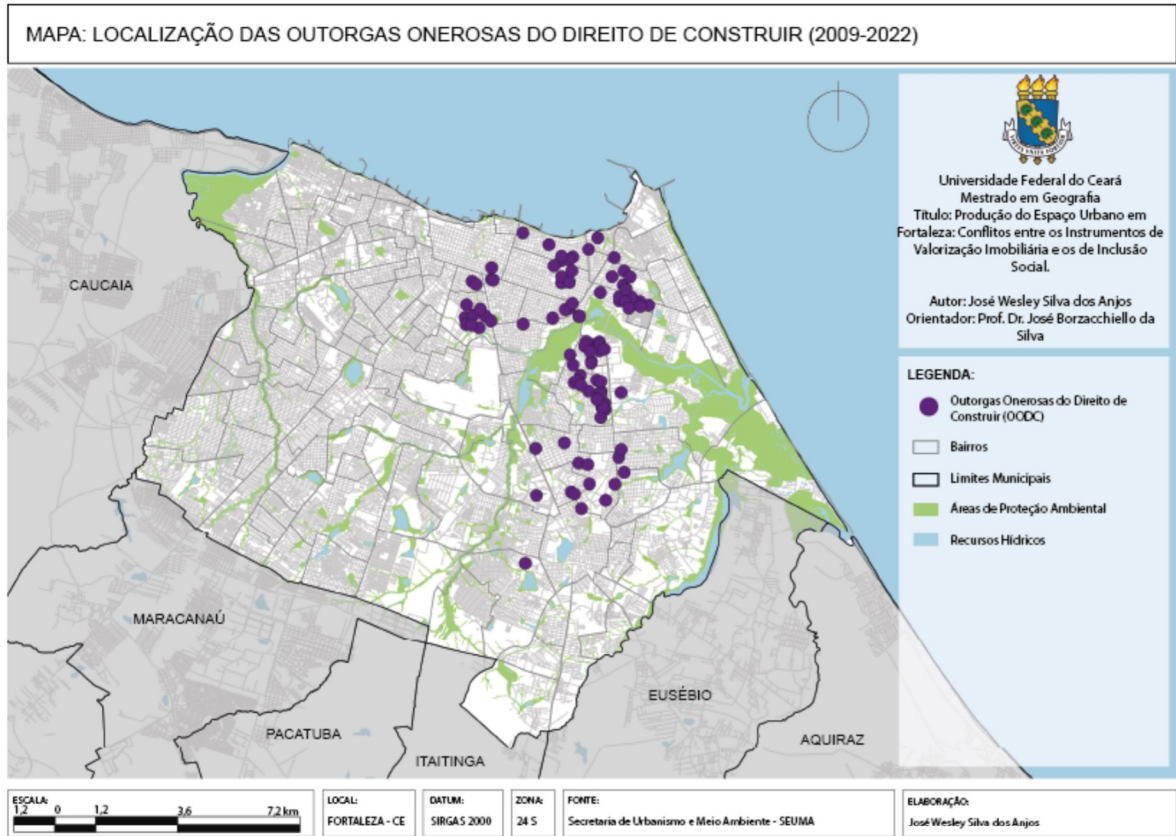 MAPA: LOCALIZAÇÃO DAS OUTORGAS ONEROSAS DO DIREITO DE CONSTRUIR (2009-2022)
Universidade Federal do Ceará
Mestrado em Geografia
Título: Produção do Espaço Urbano em
Fortaleza: Conflitos entre os Instrumentos de
Valorização Imobiliária e os de Inclusão
Social.
Autor: José Wesley Silva dos Anjos
Orientador: Prof. Dr. José Borzacchiello da
Silva
LEGENDA:
Outorgas Onerosas do Direito de
Construir (OODC)
Bairros
Limites Municipais
Áreas de Proteção Ambiental
Recursos Hídricos
CAUCAIA
MARACANAÚ
PACATUBA
ITAITINGA
EUSÉBIO
AQUIRAZ
ESCALA:
1,2 0 1,2 3,6 7,2 km
LOCAL:
FORTALEZA - CE
DATUM:
SIRGAS 2000
ZONA:
24 S
FONTE:
Secretaria de Urbanismo e Meio Ambiente - SEUMA
ELABORAÇÃO:
José Wesley Silva dos Anjos